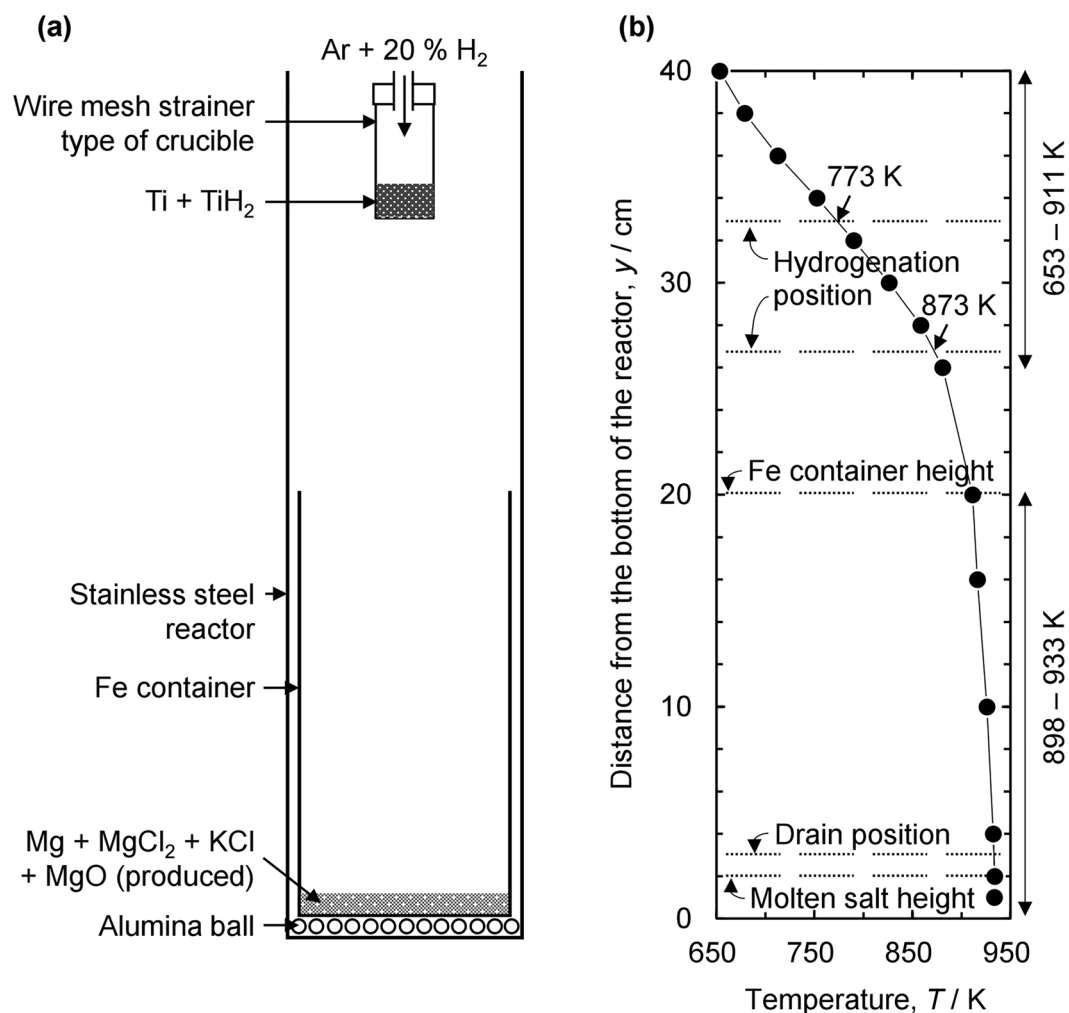 (a)
Ar + 20 % H₂
Wire mesh strainer
type of crucible
Ti + TiH₂
Stainless steel
reactor
Fe container
Mg + MgCl₂ + KCl
+ MgO (produced)
Alumina ball
(b)
Distance from the bottom of the reactor, y / cm
40
30
20
10
0
773 K
Hydrogenation
position
873 K
Fe container height
Drain position
Molten salt height
653 – 911 K
898 – 933 K
650
750
850
950
Temperature, T / K